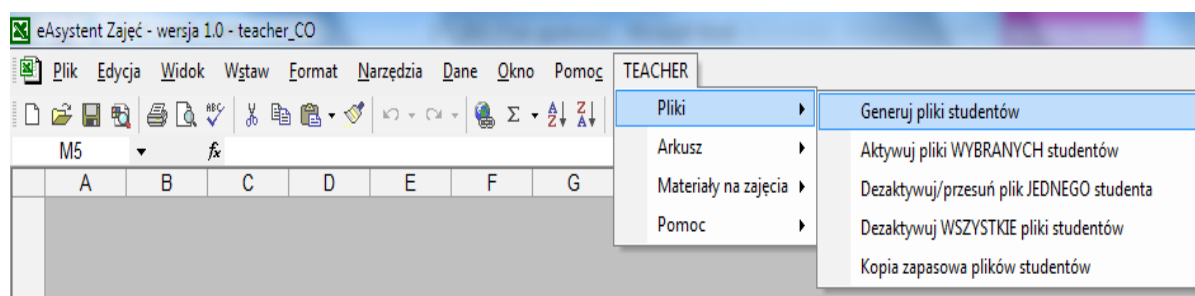 eAsystent Zajęć - wersja 1.0 - teacher_CO
Plik Edycja Widok Wstaw Format Narzędzia Dane Okno Pomoc TEACHER
M5 fx
A B C D E F G
Pliki
Arkusz
Materiały na zajęcia
Pomoc
Generuj pliki studentów
Aktywuj pliki WYBRANYCH studentów
Dezaktywuj/przesuń plik JEDNEGO studenta
Dezaktywuj WSZYSTKIE pliki studentów
Kopia zapasowa plików studentów